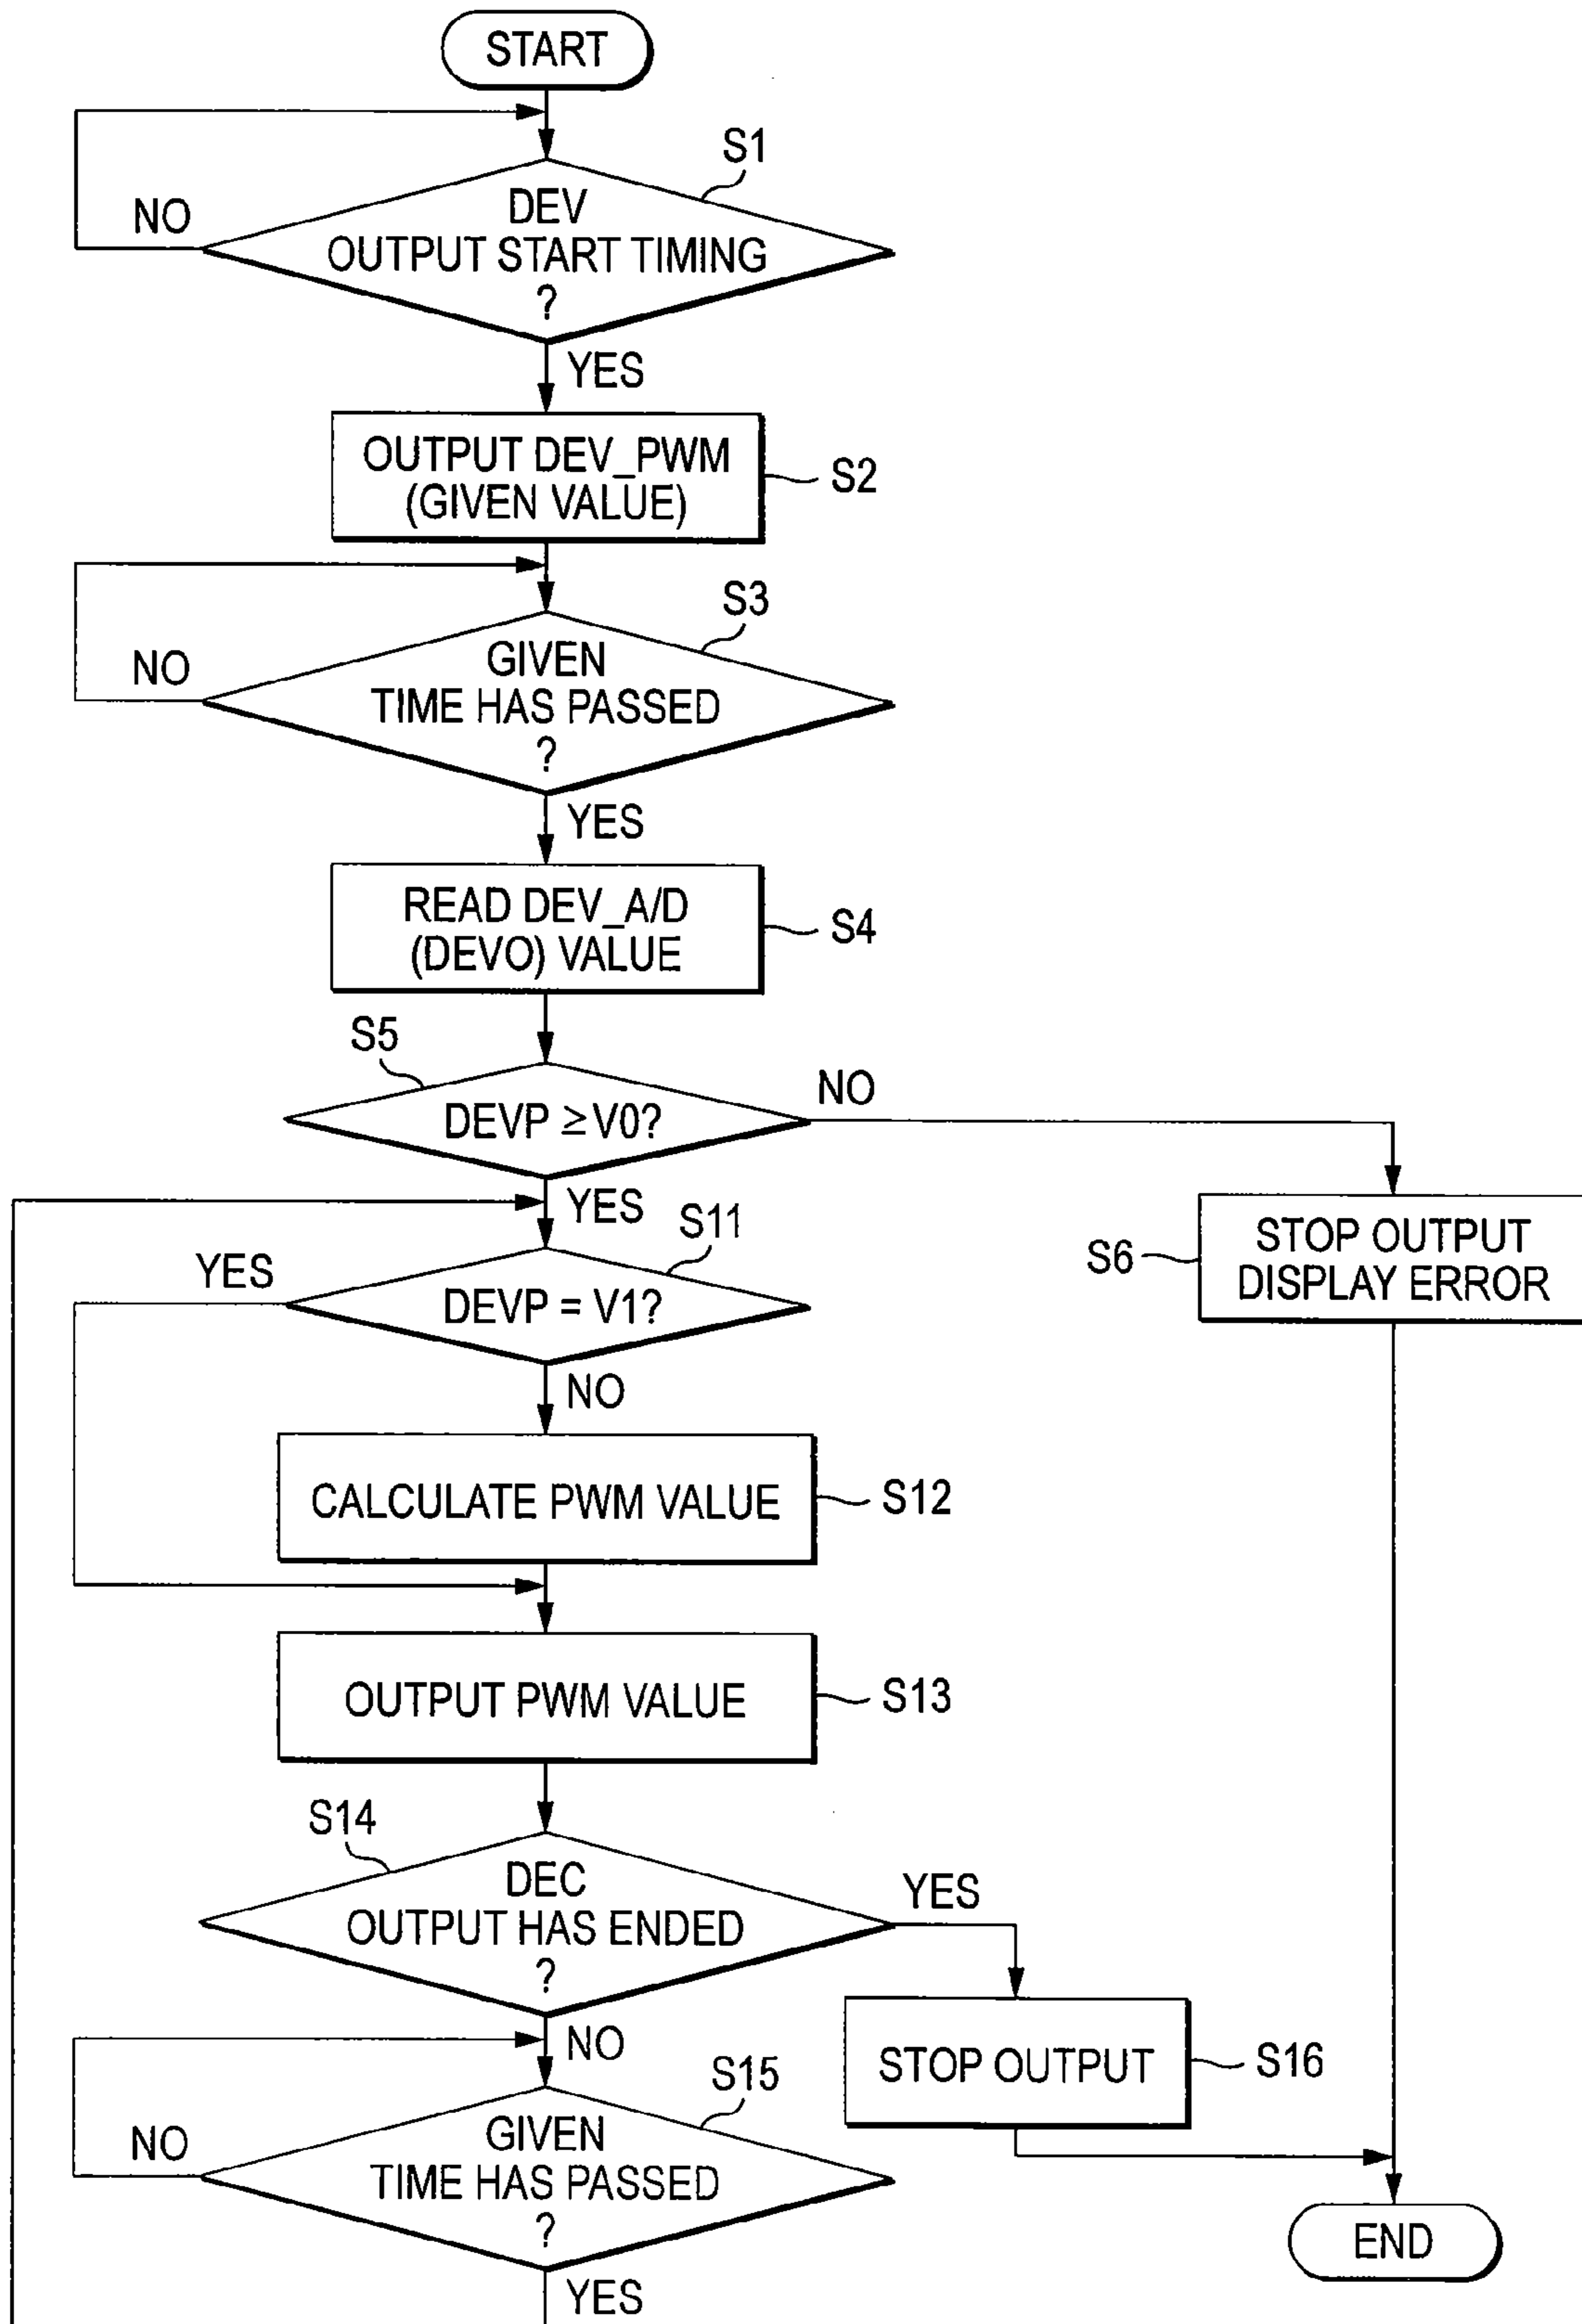 START
S1
NO
DEV
OUTPUT START TIMING
?
YES
OUTPUT DEV_PWM
(GIVEN VALUE)
S2
S3
NO
GIVEN
TIME HAS PASSED
?
YES
READ DEV_A/D
(DEVO) VALUE
S4
S5
DEVP ≥V0?
NO
YES
S11
YES
DEVP = V1?
S6
STOP OUTPUT
DISPLAY ERROR
NO
CALCULATE PWM VALUE
S12
OUTPUT PWM VALUE
S13
S14
DEC
OUTPUT HAS ENDED
?
YES
NO
STOP OUTPUT
S16
S15
NO
GIVEN
TIME HAS PASSED
?
END
YES